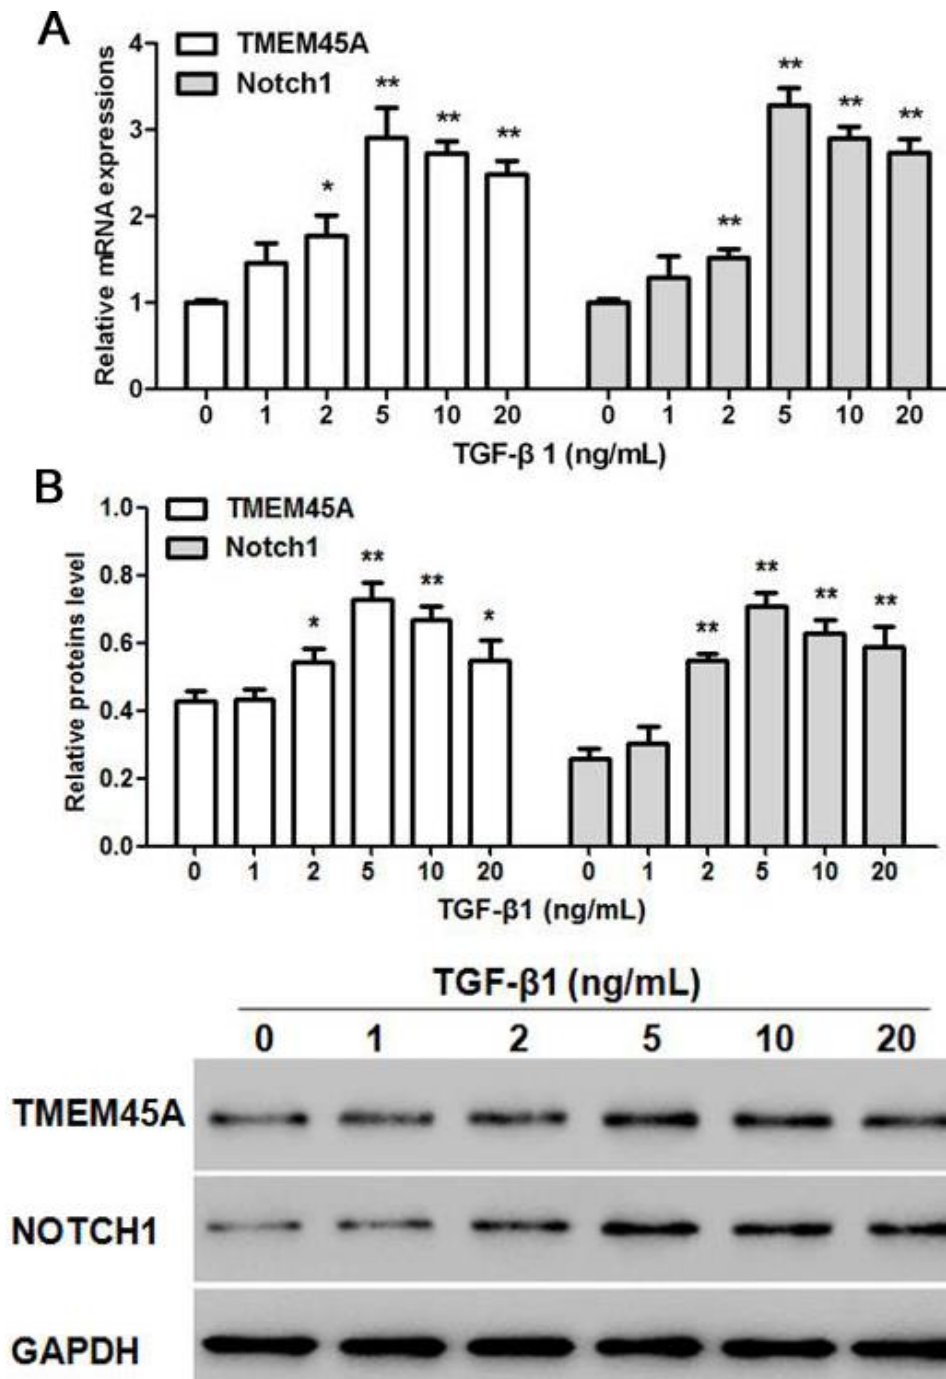 A
TMEM45A
Notch1
Relative mRNA expressions
4
3
2
1
0
* ** ** ** ** ** ** **
0 1 2 5 10 20 0 1 2 5 10 20
TGF-β 1 (ng/mL)
B
TMEM45A
Notch1
Relative proteins level
1.0
0.8
0.6
0.4
0.2
0.0
* ** ** * ** ** ** **
0 1 2 5 10 20 0 1 2 5 10 20
TGF-β1 (ng/mL)
TGF-β1 (ng/mL)
0 1 2 5 10 20
TMEM45A
NOTCH1
GAPDH